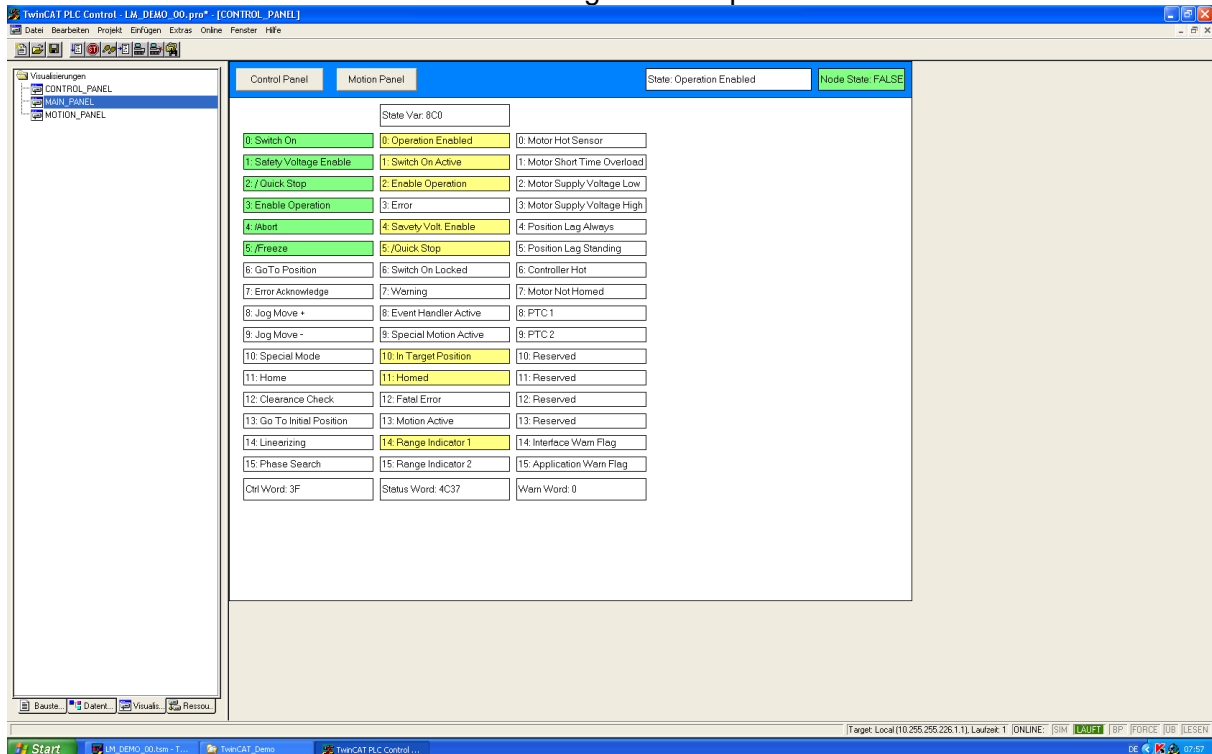 TwinCAT PLC Control - LM_DEMO_00.pro* - [CONTROL_PANEL]
Datei Bearbeiten Projekt Einfügen Extras Online Fenster Hilfe
Visualisierungen
CONTROL_PANEL
MAIN_PANEL
MOTION_PANEL
Control Panel Motion Panel State: Operation Enabled Node State: FALSE
State Var: 8C0
0: Switch On 0: Operation Enabled 0: Motor Hot Sensor
1: Safety Voltage Enable 1: Switch On Active 1: Motor Short Time Overload
2: / Quick Stop 2: Enable Operation 2: Motor Supply Voltage Low
3: Enable Operation 3: Error 3: Motor Supply Voltage High
4: /Abort 4: Savety Volt. Enable 4: Position Lag Always
5: /Freeze 5: /Quick Stop 5: Position Lag Standing
6: GoTo Position 6: Switch On Locked 6: Controller Hot
7: Error Acknowledge 7: Warning 7: Motor Not Homed
8: Jog Move + 8: Event Handler Active 8: PTC 1
9: Jog Move - 9: Special Motion Active 9: PTC 2
10: Special Mode 10: In Target Position 10: Reserved
11: Home 11: Homed 11: Reserved
12: Clearance Check 12: Fatal Error 12: Reserved
13: Go To Initial Position 13: Motion Active 13: Reserved
14: Linearizing 14: Range Indicator 1 14: Interface Warn Flag
15: Phase Search 15: Range Indicator 2 15: Application Warn Flag
Ctrl Word: 3F Status Word: 4C37 Warn Word: 0
Bauste... Datent... Visualis... Ressou...
Target: Local (10.255.255.226.1.1), Laufzeit: 1 ONLINE: SIM LÄUFT BP FORCE ÜB LESEN
Start LM_DEMO_00.tsm - T... TwinCAT_Demo TwinCAT PLC Control ... DE 07:57